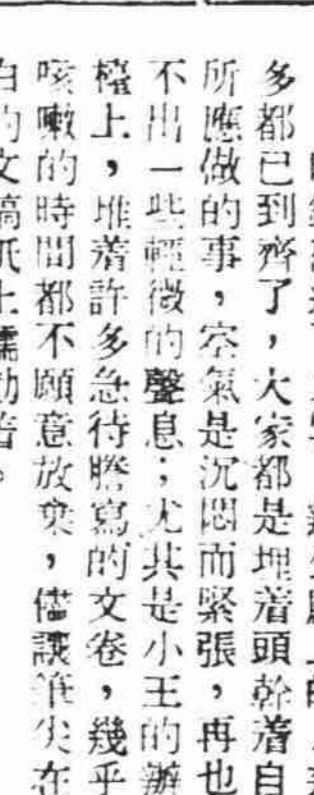 多都已到齊了，大家都是埋着頭幹着自
所應做的事，空氣是沉悶而緊張，再也
不出一些輕微的聲息；尤其是小王的辦
檯上，堆着許多急待謄寫的文卷，幾乎
咳嗽的時間都不願意放棄，儘讓筆尖在
白的文稿紙上蠕動着。